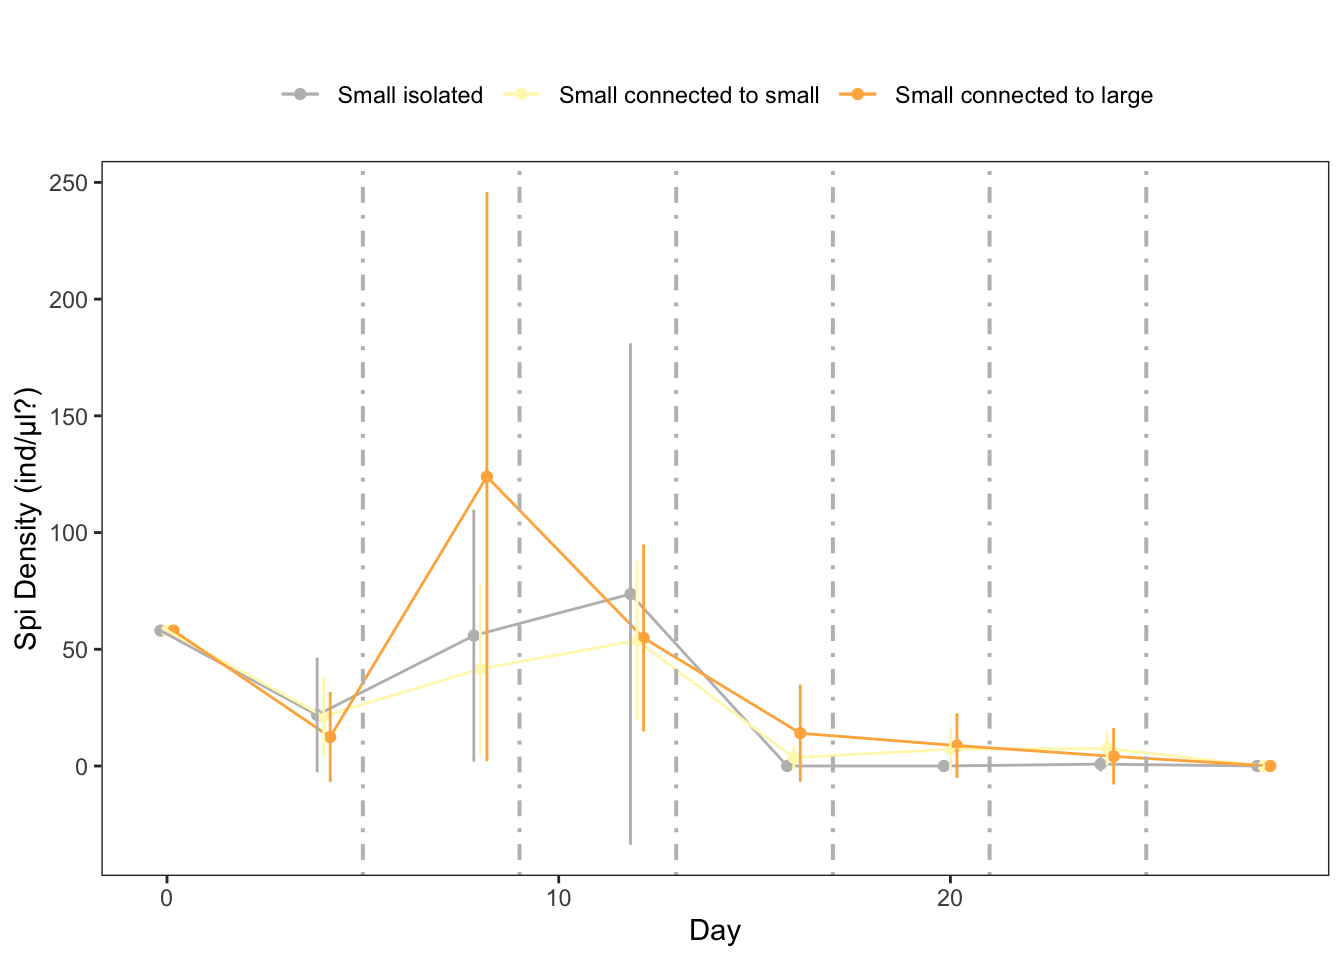 Small isolated Small connected to small Small connected to large
250
200
150
100
50
0
Spi Density (ind/μl?)
0 10 20
Day